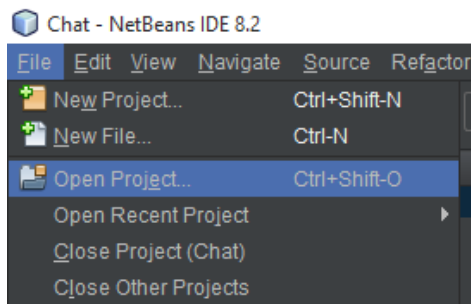 Chat - NetBeans IDE 8.2
File Edit View Navigate Source Refactor
New Project... Ctrl+Shift-N
New File... Ctrl-N
Open Project... Ctrl+Shift-O
Open Recent Project
Close Project (Chat)
Close Other Projects